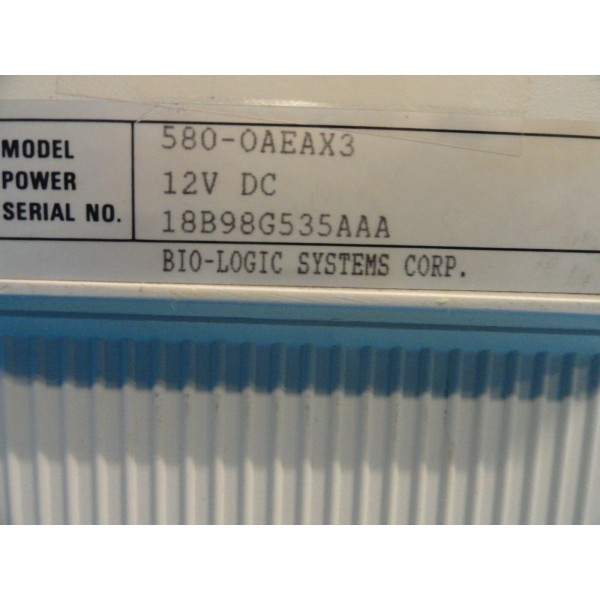 MODEL 580-OAEAX3
POWER 12V DC
SERIAL NO. 18B98G535AAA
BIO-LOGIC SYSTEMS CORP.